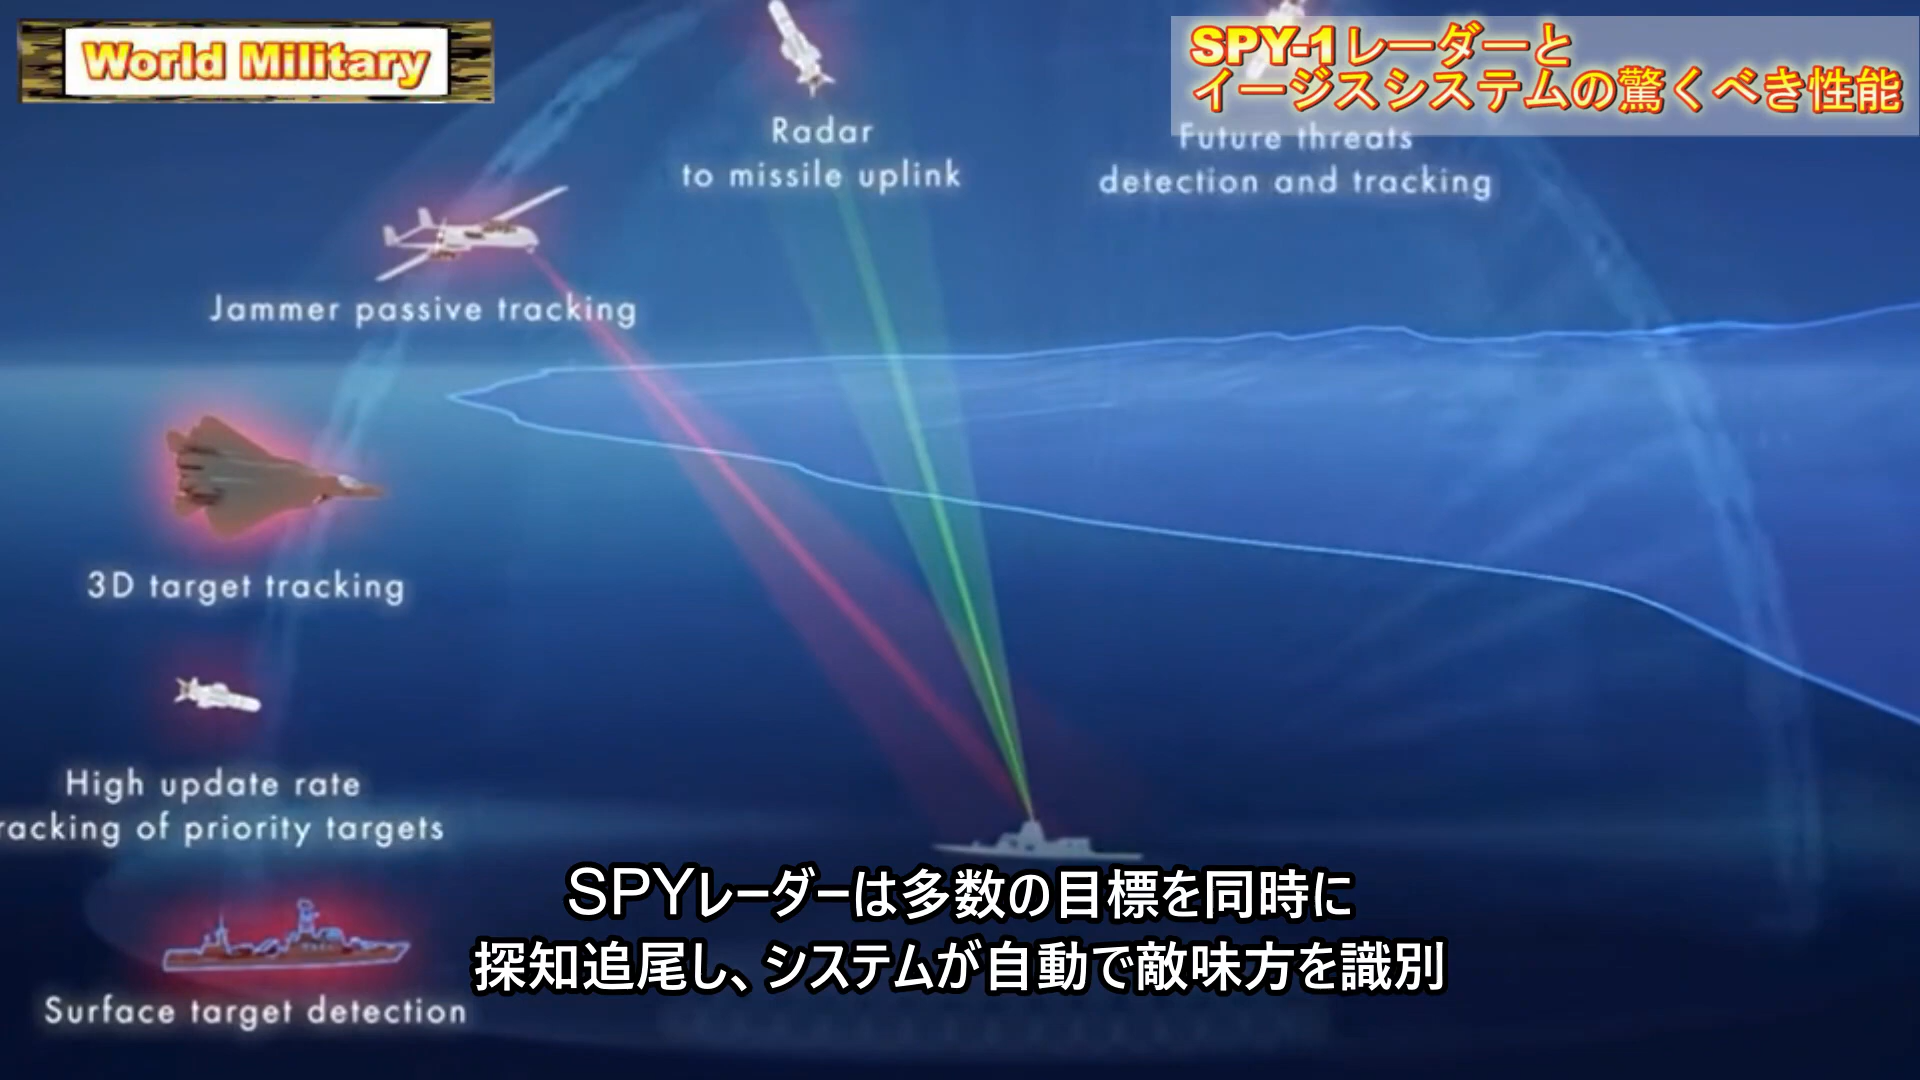 World Military
SPY-1レーダーと
イージスシステムの驚くべき性能
Radar
to missile uplink
Future threats
detection and tracking
Jammer passive tracking
3D target tracking
High update rate
racking of priority targets
SPYレーダーは多数の目標を同時に
探知追尾し、システムが自動で敵味方を識別
Surface target detection